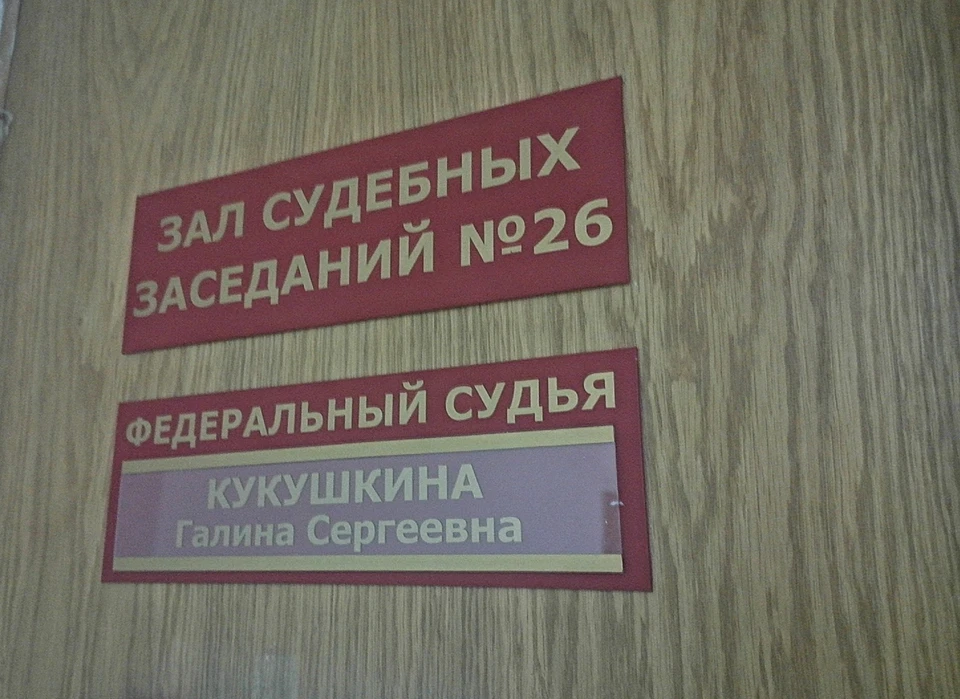 ЗАЛ СУДЕБНЫХ
ЗАСЕДАНИЙ №26
ФЕДЕРАЛЬНЫЙ СУДЬЯ
КУКУШКИНА
Галина Сергеевна